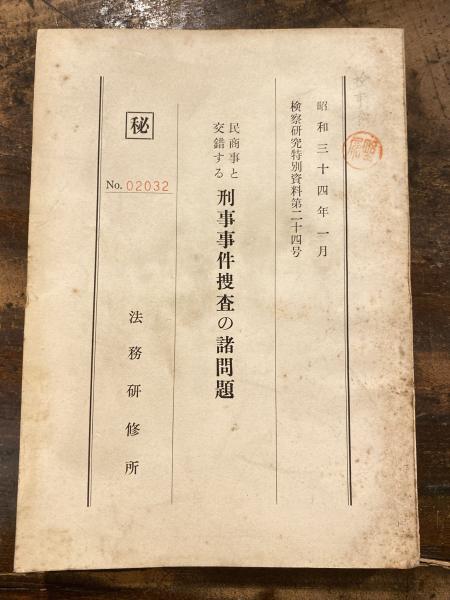 昭和三十四年一月
検察研究特別資料第二十四号
民商事と
交錯する
刑事事件捜査の諸問題
秘
No. 02032
法務研修所